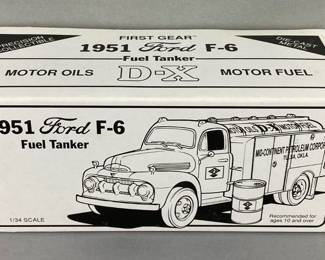 PRECISION
COLLECTIBLE
FIRST GEAR
DIE-CAST
METAL
1951 Ford F-6
Fuel Tanker
MOTOR OILS D-X MOTOR FUEL
1951 Ford F-6
Fuel Tanker
MID-CONTINENT PETROLEUM CORPORATION
TULSA, OKLA.
1/34 SCALE
Recommended for
ages 10 and over